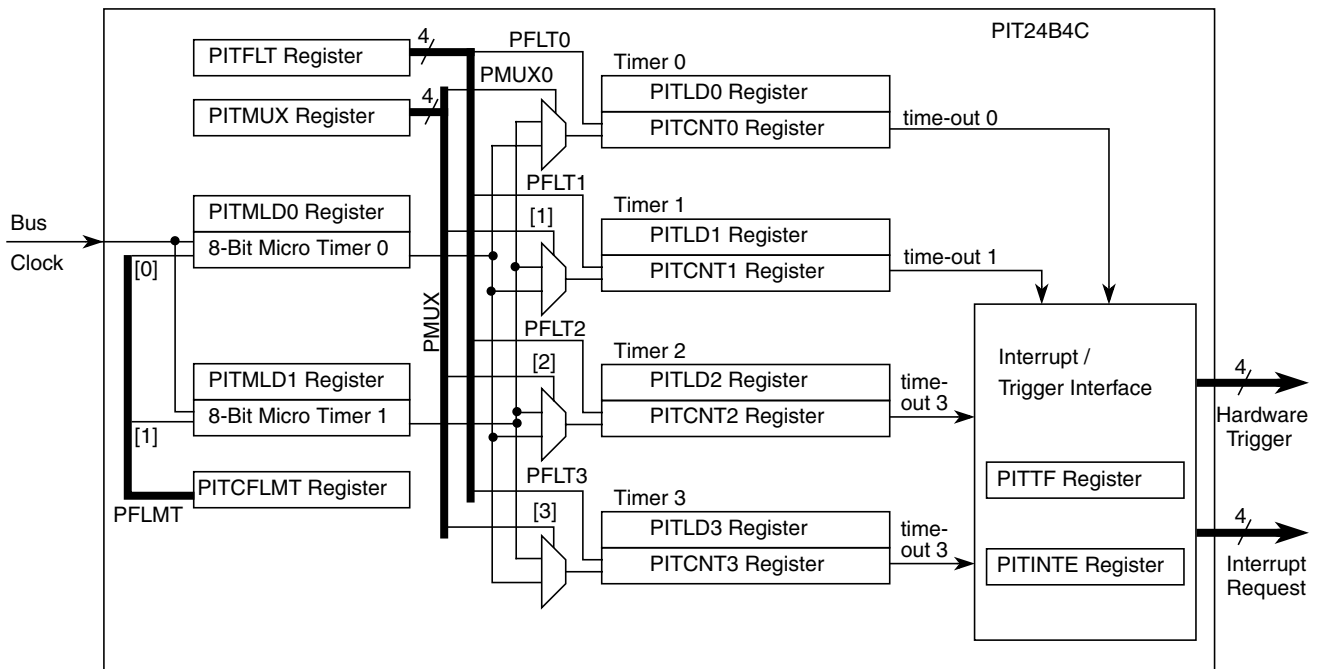 PIT24B4C
PITFLT Register
4
PFLT0
Timer 0
PMUX0
PITLD0 Register
PITMUX Register
4
PITCNT0 Register
time-out 0
PFLT1
Timer 1
PITMLD0 Register
[1]
PITLD1 Register
Bus
Clock
8-Bit Micro Timer 0
[0]
PITCNT1 Register
time-out 1
PMUX
PFLT2
Timer 2
Interrupt /
Trigger Interface
PITMLD1 Register
[2]
PITLD2 Register
time-
out 3
4
Hardware
Trigger
8-Bit Micro Timer 1
[1]
PITCNT2 Register
PFLT3
Timer 3
PITTF Register
PITCFLMT Register
PFLMT
[3]
PITLD3 Register
time-
out 3
4
Interrupt
Request
PITCNT3 Register
PITINTE Register